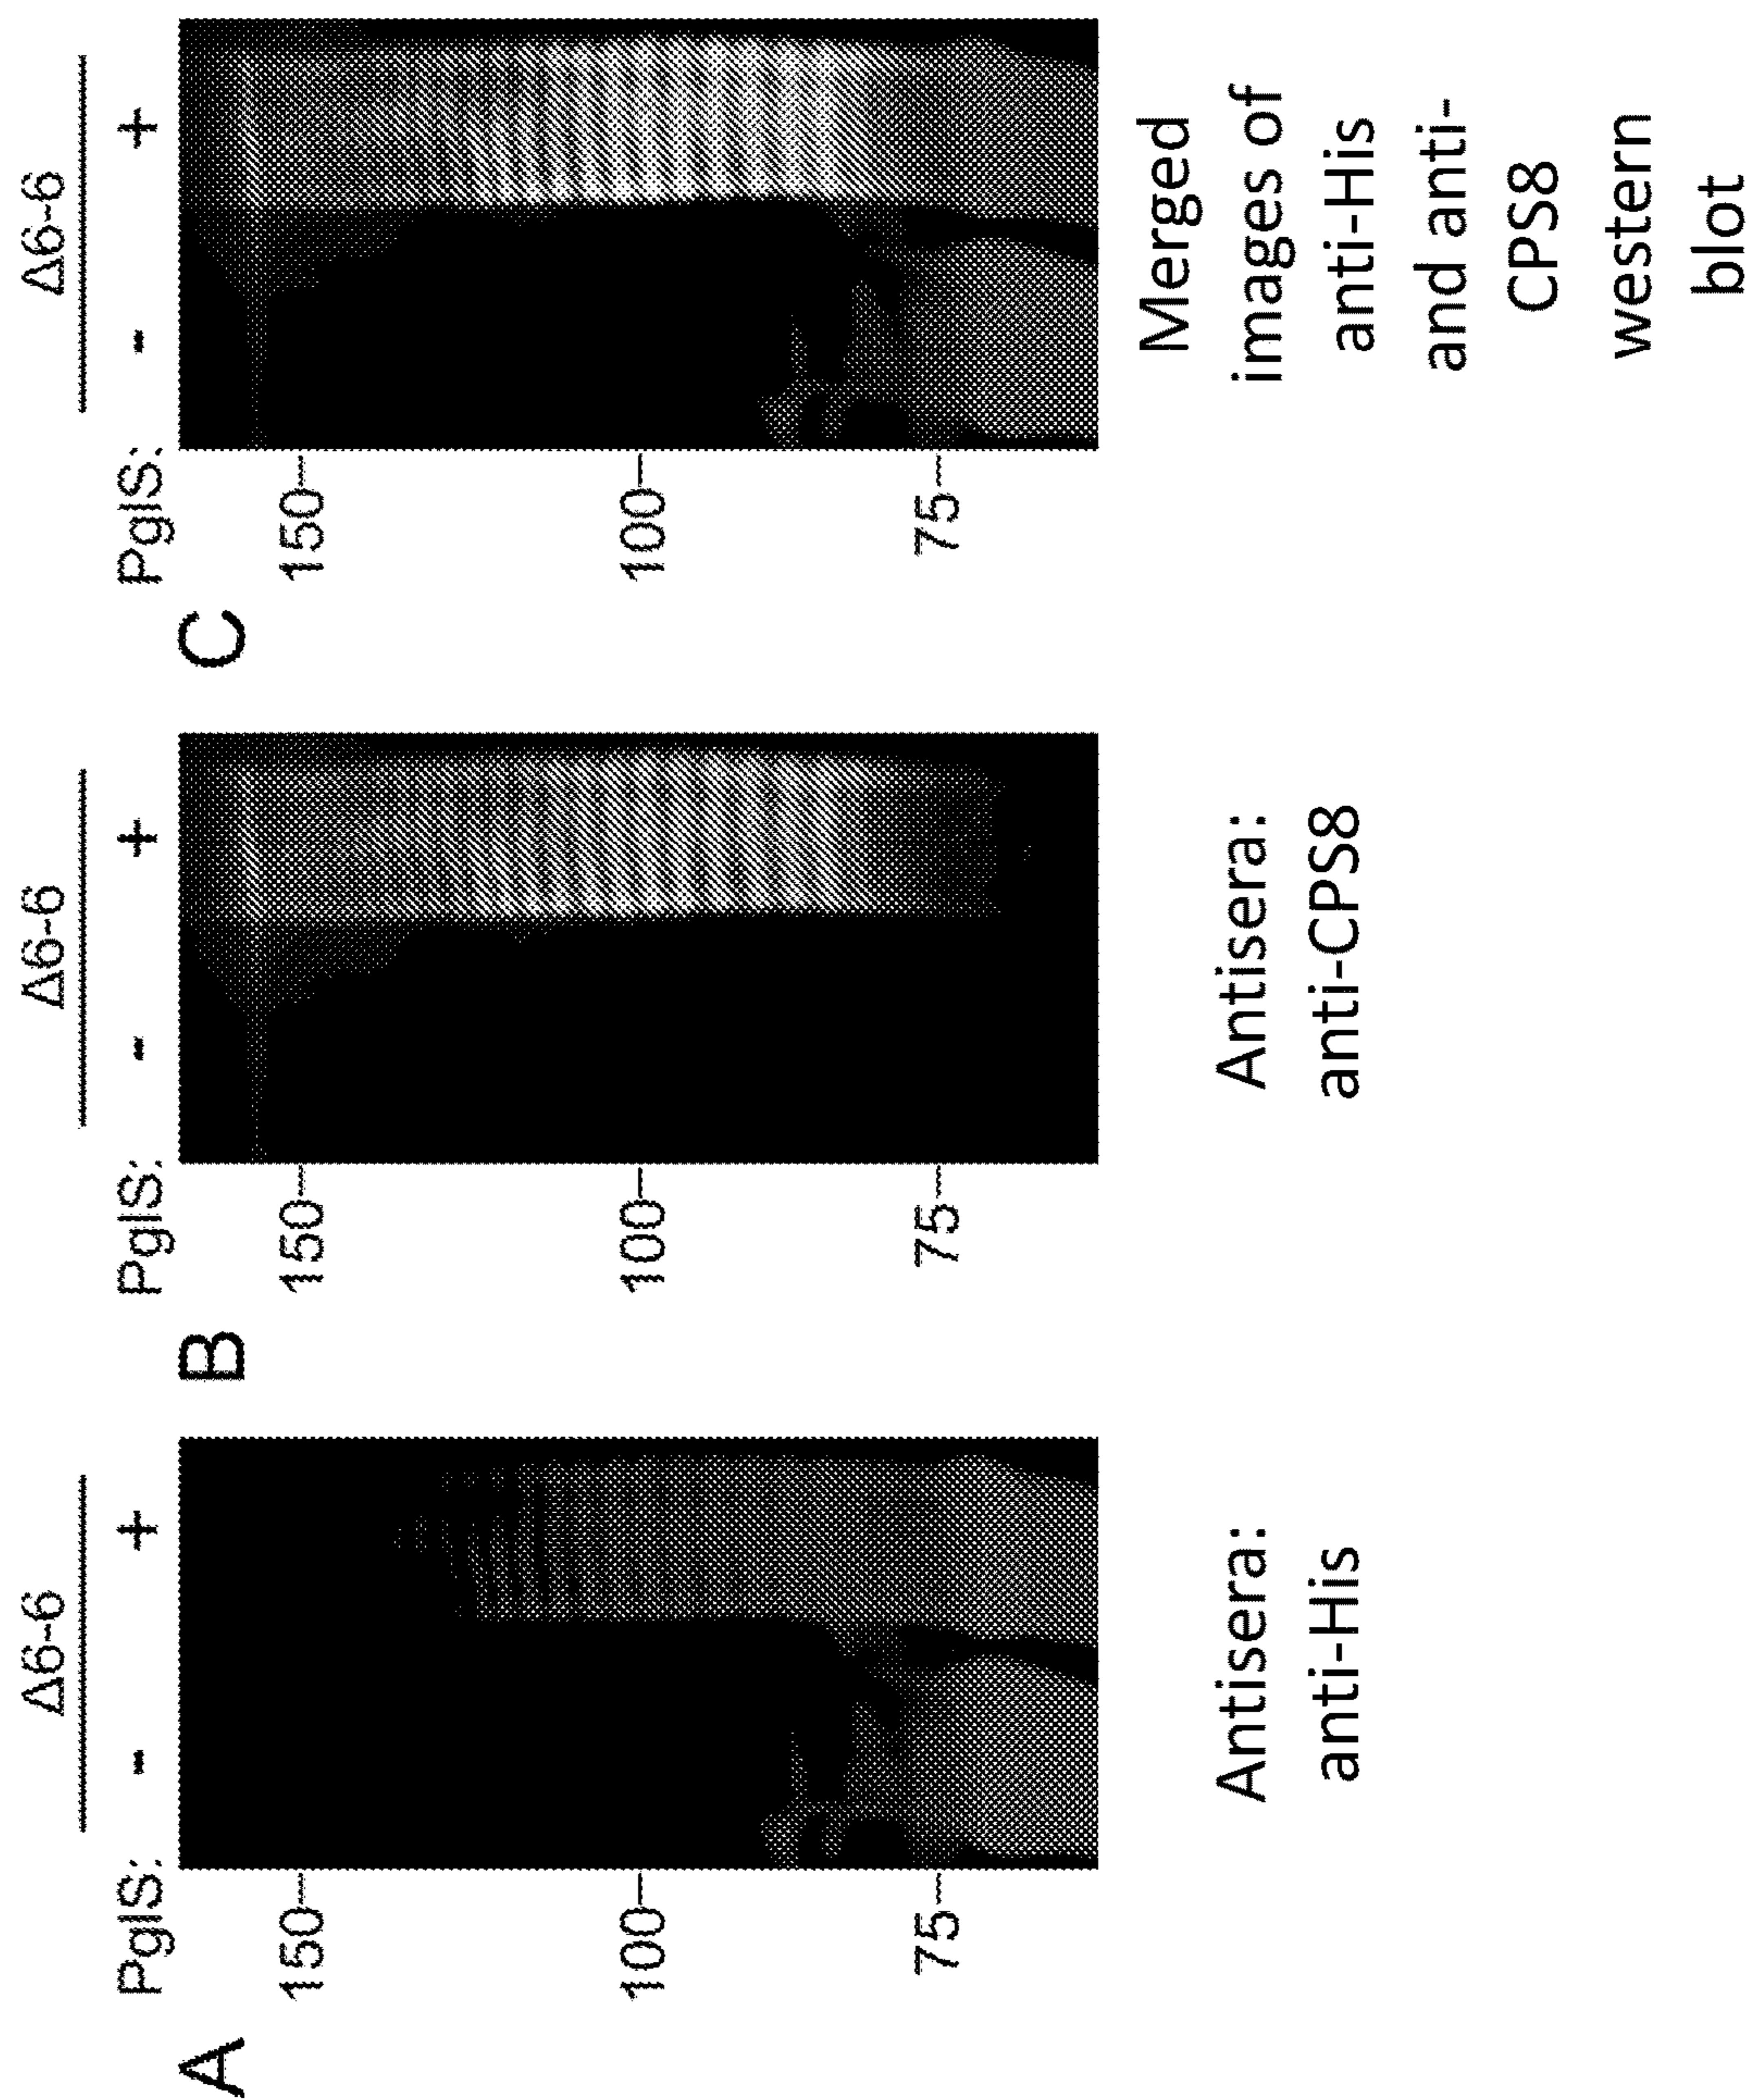 A
Δ6-6
PglS: - +
150
100
75
Antisera:
anti-His
B
Δ6-6
PglS: - +
150
100
75
Antisera:
anti-CPS8
C
Δ6-6
PglS: - +
150
100
75
Merged
images of
anti-His
and anti-
CPS8
western
blot